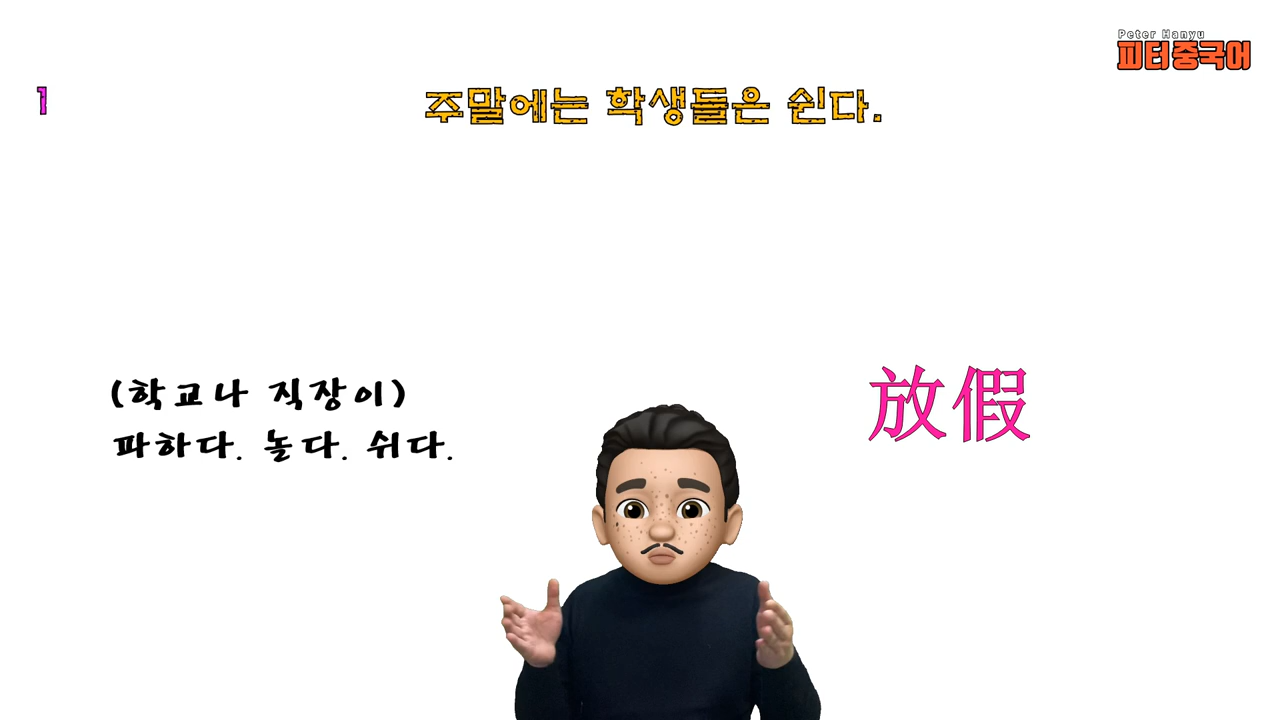 Peter Hanyu
피터중국어
1
주말에는 학생들은 쉰다.
(학교나 직장이)
파하다. 놀다. 쉬다.
放假